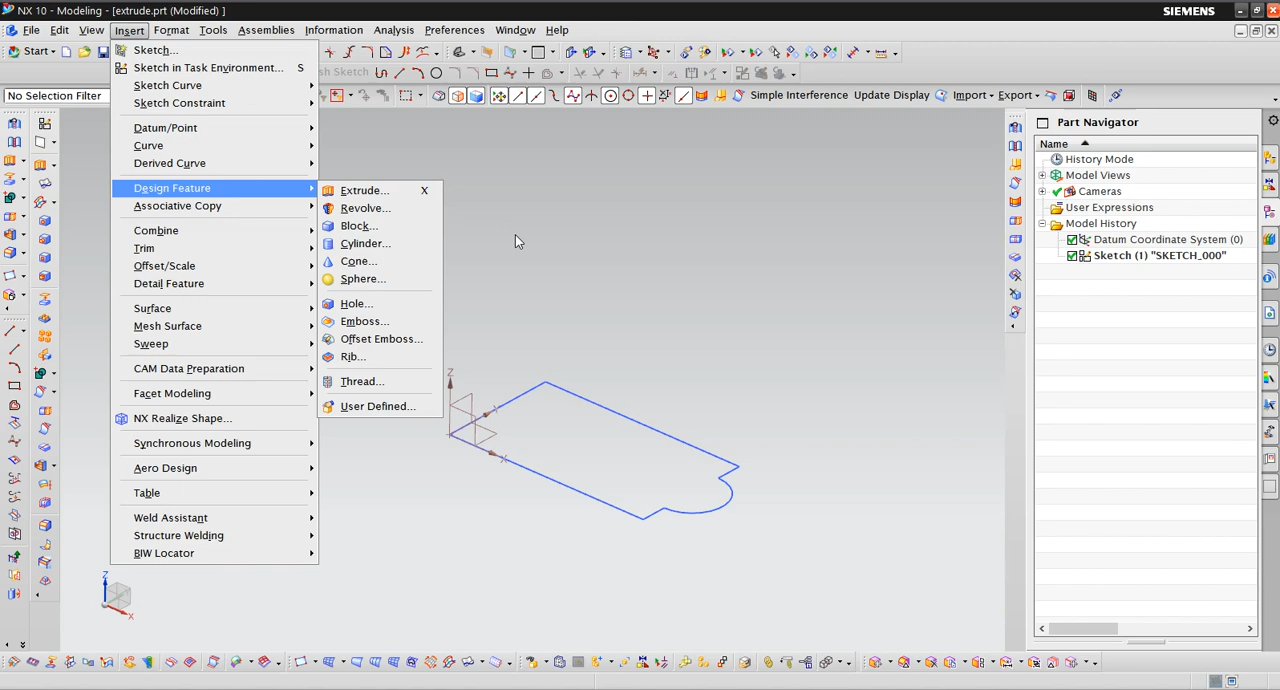 NX 10 - Modeling - [extrude.prt (Modified) ]
SIEMENS
File Edit View Insert Format Tools Assemblies Information Analysis Preferences Window Help
Start
Sketch...
Sketch in Task Environment... S
Sketch Curve
Sketch Constraint
Datum/Point
Curve
Derived Curve
Design Feature
Associative Copy
Combine
Trim
Offset/Scale
Detail Feature
Surface
Mesh Surface
Sweep
CAM Data Preparation
Facet Modeling
NX Realize Shape...
Synchronous Modeling
Aero Design
Table
Weld Assistant
Structure Welding
BIW Locator
Extrude... X
Revolve...
Block...
Cylinder...
Cone...
Sphere...
Hole...
Emboss...
Offset Emboss...
Rib...
Thread...
User Defined...
sh Sketch
No Selection Filter
Simple Interference Update Display Import Export
Part Navigator
Name
History Mode
Model Views
Cameras
User Expressions
Model History
Datum Coordinate System (0)
Sketch (1) "SKETCH_000"
Z
X
Z
X